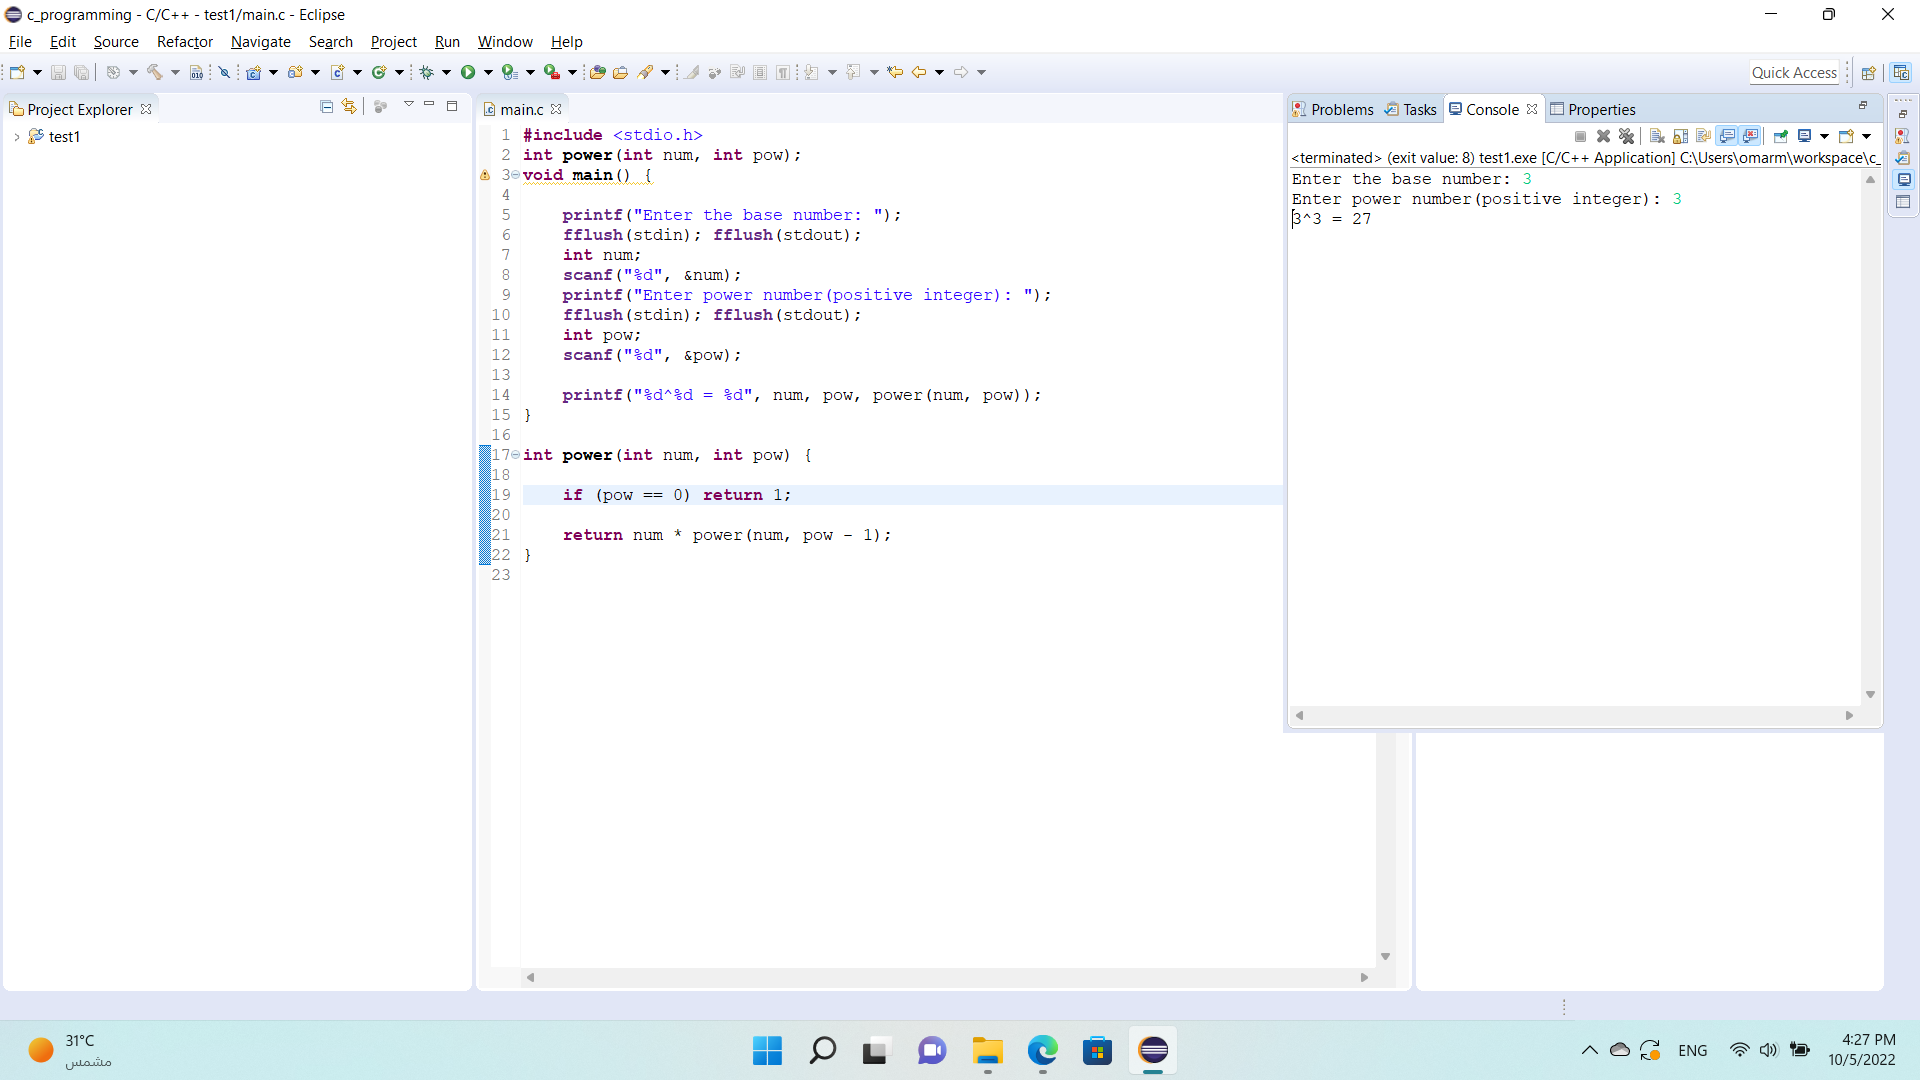 c_programming - C/C++ - test1/main.c - Eclipse
File Edit Source Refactor Navigate Search Project Run Window Help
Quick Access
Project Explorer
test1
main.c
1 #include <stdio.h>
2 int power(int num, int pow);
3 void main() {
4
5 printf("Enter the base number: ");
6 fflush(stdin); fflush(stdout);
7 int num;
8 scanf("%d", &num);
9 printf("Enter power number(positive integer): ");
10 fflush(stdin); fflush(stdout);
11 int pow;
12 scanf("%d", &pow);
13
14 printf("%d^%d = %d", num, pow, power(num, pow));
15 }
16
17 int power(int num, int pow) {
18
19 if (pow == 0) return 1;
20
21 return num * power(num, pow - 1);
22 }
23
Problems Tasks Console Properties
<terminated> (exit value: 8) test1.exe [C/C++ Application] C:\Users\omarm\workspace\c_
Enter the base number: 3
Enter power number(positive integer): 3
3^3 = 27
31°C
مشمس
ENG
4:27 PM
10/5/2022